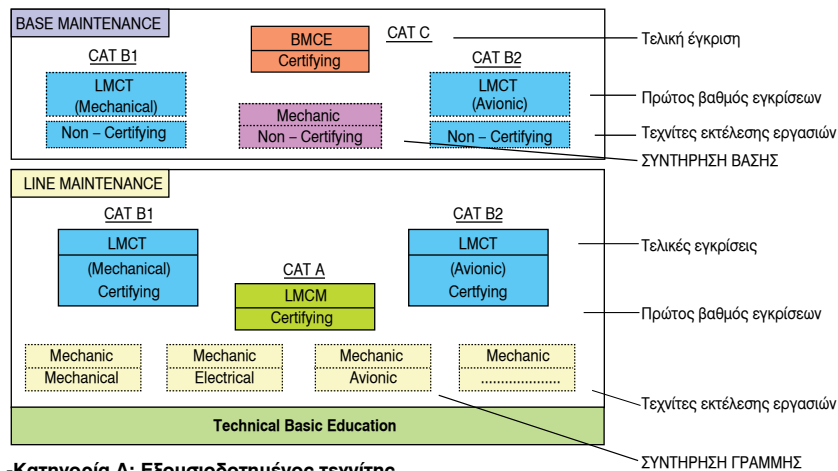 BASE MAINTENANCE
BMCE
Certifying
CAT C
Τελική έγκριση
CAT B1
CAT B2
LMCT
(Mechanical)
LMCT
(Avionic)
Πρώτος βαθμός εγκρίσεων
Mechanic
Non – Certifying
Non – Certifying
Non – Certifying
Τεχνίτες εκτέλεσης εργασιών
ΣΥΝΤΗΡΗΣΗ ΒΑΣΗΣ
LINE MAINTENANCE
CAT B1
CAT B2
LMCT
(Mechanical)
Certifying
LMCT
(Avionic)
Certfying
Τελικές εγκρίσεις
CAT A
LMCM
Certifying
Πρώτος βαθμός εγκρίσεων
Mechanic
Mechanical
Mechanic
Electrical
Mechanic
Avionic
Mechanic
....................
Τεχνίτες εκτέλεσης εργασιών
Technical Basic Education
ΣΥΝΤΗΡΗΣΗ ΓΡΑΜΜΗΣ
-Κατηγορία Α: Εξουσιοδοτημένος τεχνίτης